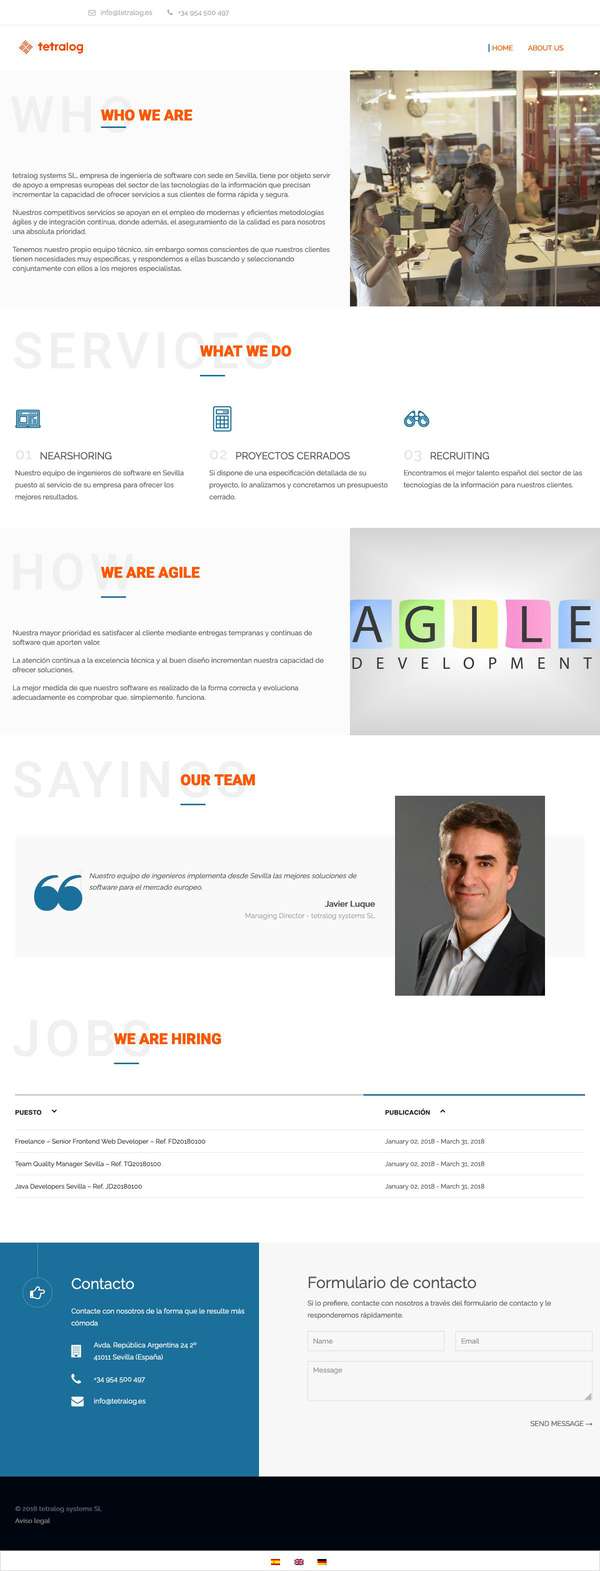 info@tetralog.es +34 954 500 497
tetralog
HOME ABOUT US
WHO
WHO WE ARE
tetralog systems SL, empresa de ingeniería de software con sede en Sevilla, tiene por objeto servir
de apoyo a empresas europeas del sector de las tecnologías de la información que precisan
incrementar la capacidad de ofrecer servicios a sus clientes de forma rápida y segura.
Nuestros competitivos servicios se apoyan en el empleo de modernas y eficientes metodologías
ágiles y de integración continua, donde además, el aseguramiento de la calidad es para nosotros
una absoluta prioridad.
Tenemos nuestro propio equipo técnico, sin embargo somos conscientes de que nuestros clientes
tienen necesidades muy específicas, y respondemos a ellas buscando y seleccionando
conjuntamente con ellos a los mejores especialistas.
SERVICES
WHAT WE DO
01 NEARSHORING
Nuestro equipo de ingenieros de software en Sevilla
puesto al servicio de su empresa para ofrecer los
mejores resultados.
02 PROYECTOS CERRADOS
Si dispone de una especificación detallada de su
proyecto, lo analizamos y concretamos un presupuesto
cerrado.
03 RECRUITING
Encontramos el mejor talento español del sector de las
tecnologías de la información para nuestros clientes.
HOW
WE ARE AGILE
Nuestra mayor prioridad es satisfacer al cliente mediante entregas tempranas y continuas de
software que aporten valor.
La atención continua a la excelencia técnica y al buen diseño incrementan nuestra capacidad de
ofrecer soluciones.
La mejor medida de que nuestro software es realizado de la forma correcta y evoluciona
adecuadamente es comprobar que, simplemente, funciona.
AGILE
DEVELOPMENT
SAYINGS
OUR TEAM
Nuestro equipo de ingenieros implementa desde Sevilla las mejores soluciones de
software para el mercado europeo.
Javier Luque
Managing Director - tetralog systems SL
JOBS
WE ARE HIRING
PUESTO PUBLICACIÓN
Freelance – Senior Frontend Web Developer – Ref. FD20180100 January 02, 2018 - March 31, 2018
Team Quality Manager Sevilla – Ref. TQ20180100 January 02, 2018 - March 31, 2018
Java Developers Sevilla – Ref. JD20180100 January 02, 2018 - March 31, 2018
Contacto
Contacte con nosotros de la forma que le resulte más
cómoda
Avda. República Argentina 24 2º
41011 Sevilla (España)
+34 954 500 497
info@tetralog.es
Formulario de contacto
Si lo prefiere, contacte con nosotros a través del formulario de contacto y le
responderemos rápidamente.
Name Email
Message
SEND MESSAGE →
© 2018 tetralog systems SL
Aviso legal